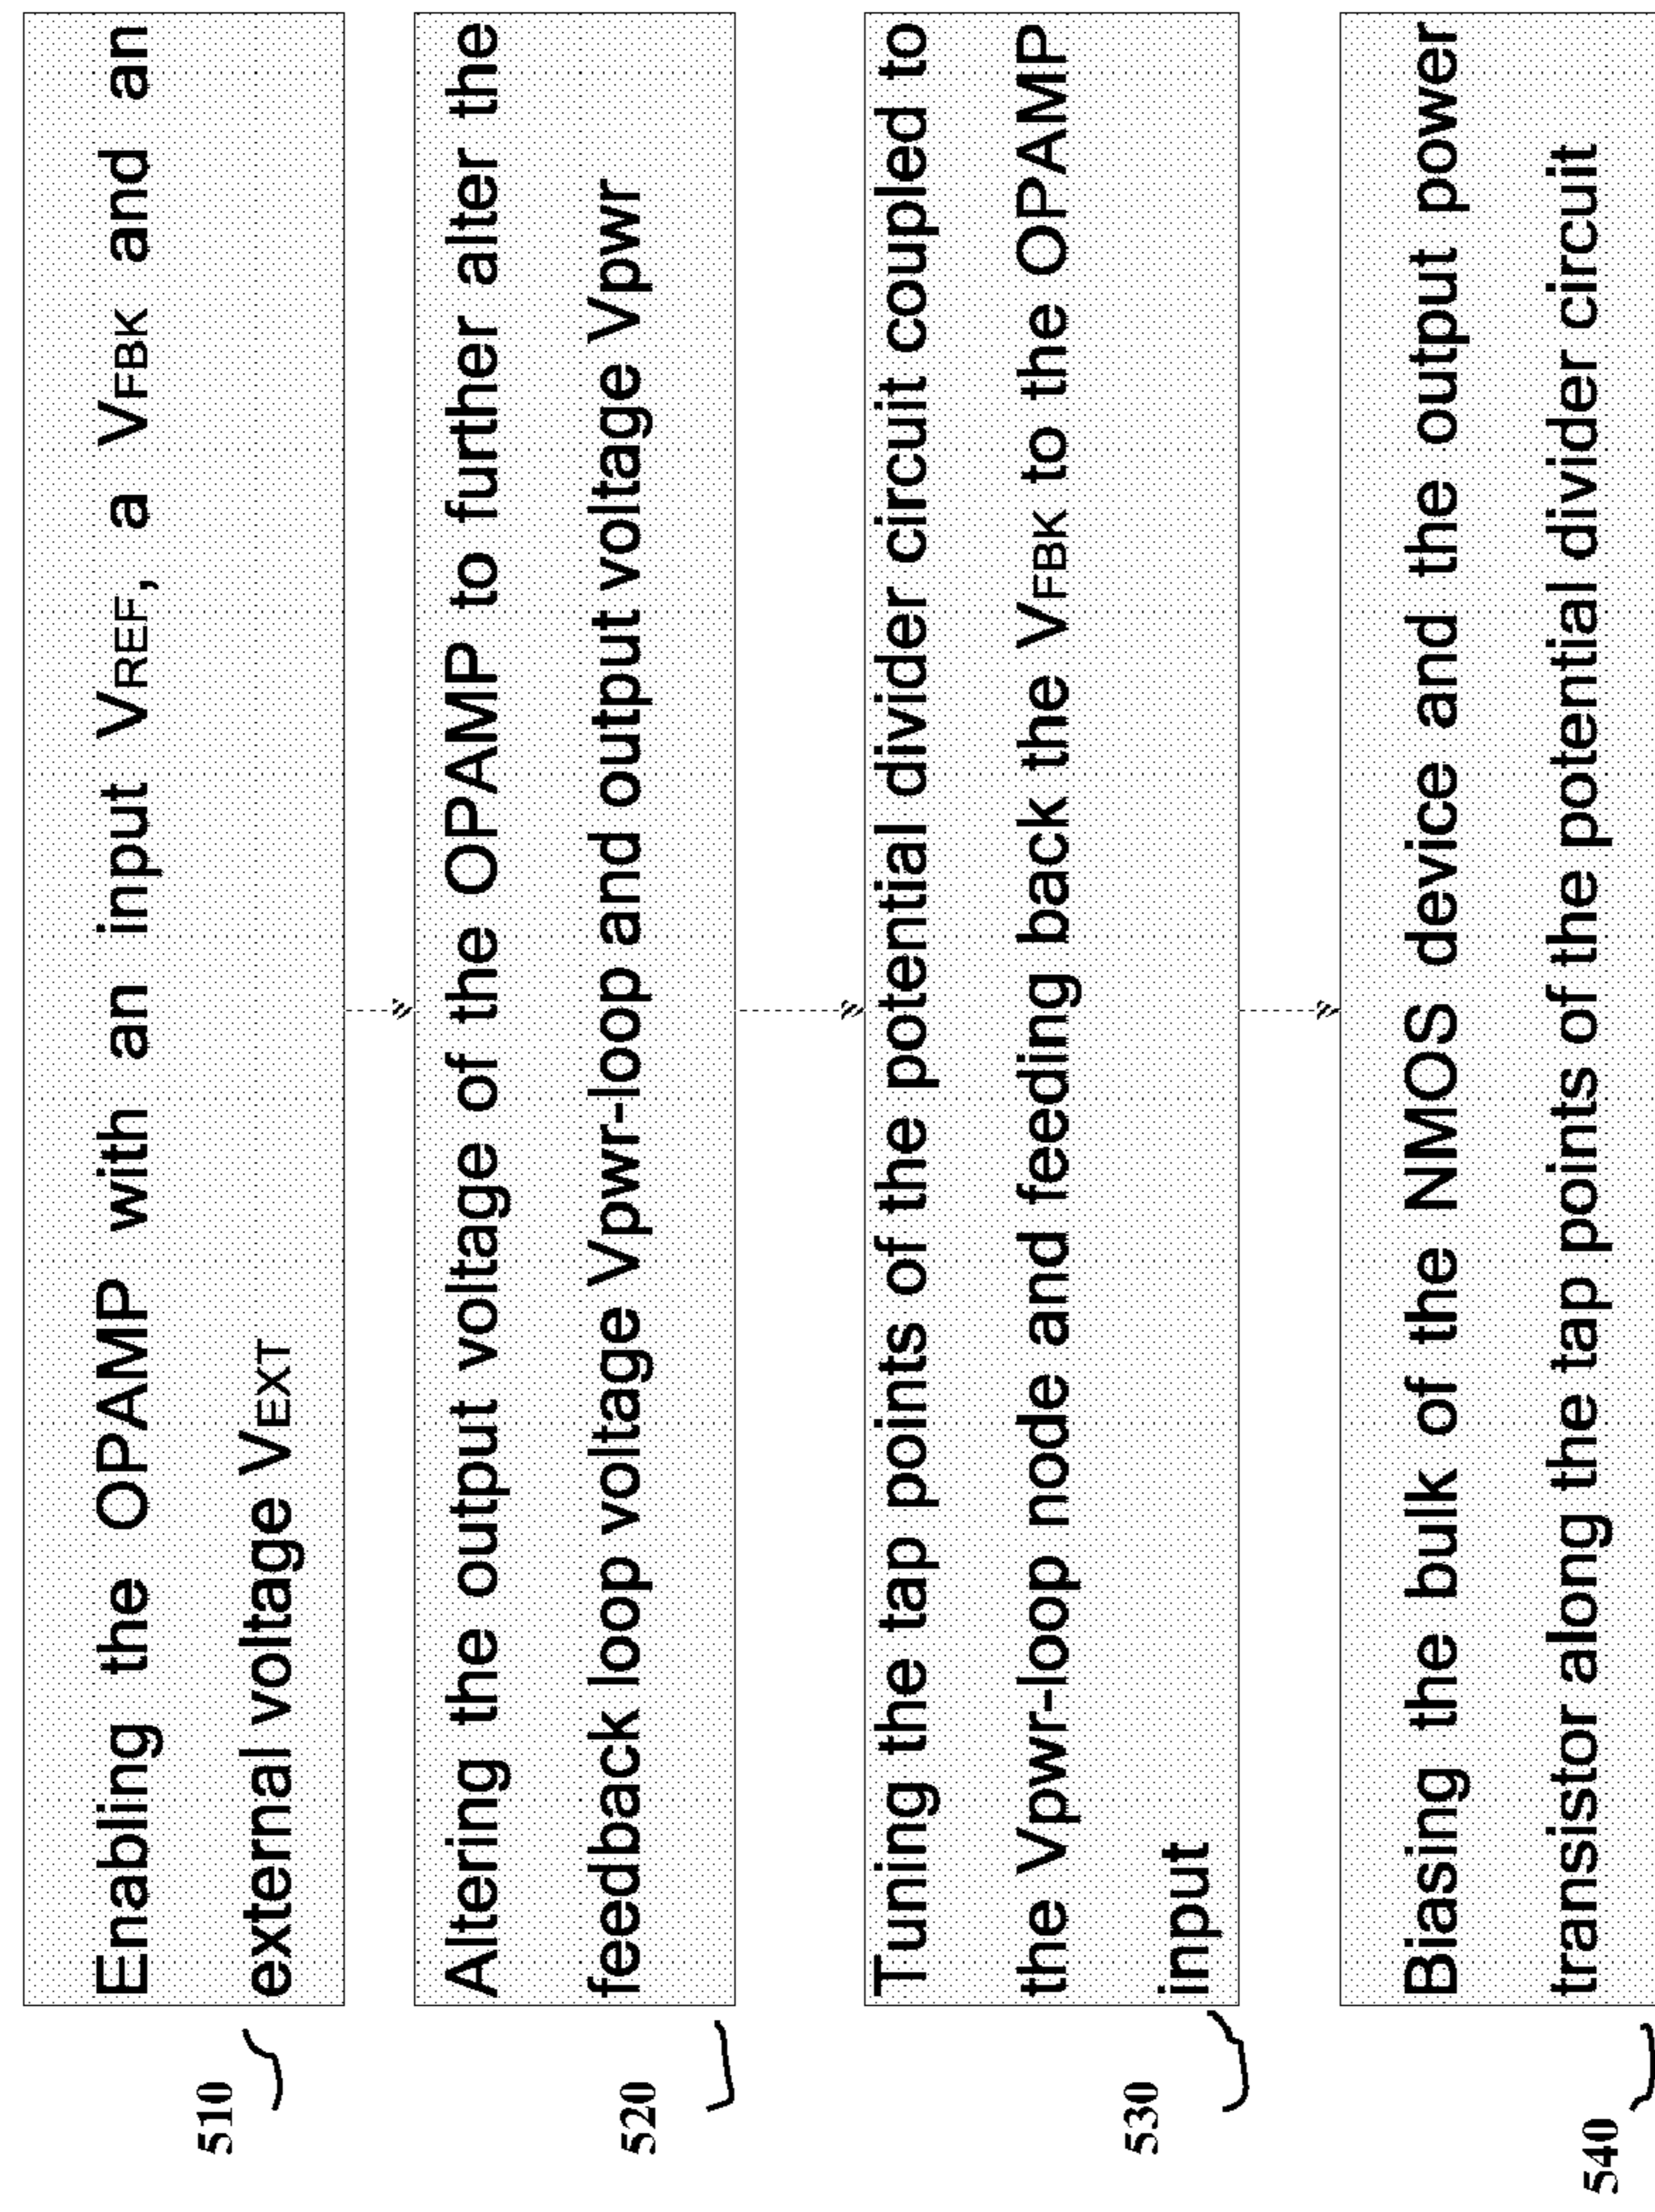 Enabling the OPAMP with an input VREF, a VFBK and an
external voltage VEXT
510
Altering the output voltage of the OPAMP to further alter the
feedback loop voltage Vpwr-loop and output voltage Vpwr
520
Tuning the tap points of the potential divider circuit coupled to
the Vpwr-loop node and feeding back the VFBK to the OPAMP
input
530
Biasing the bulk of the NMOS device and the output power
transistor along the tap points of the potential divider circuit
540